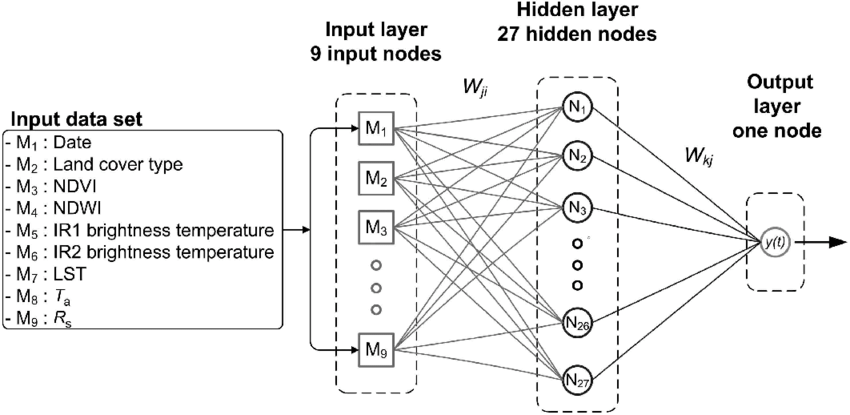 Input data set
- M1 : Date
- M2 : Land cover type
- M3 : NDVI
- M4 : NDWI
- M5 : IR1 brightness temperature
- M6 : IR2 brightness temperature
- M7 : LST
- M8 : Ta
- M9 : Rs
Input layer
9 input nodes
M1
M2
M3
M9
Wji
Hidden layer
27 hidden nodes
N1
N2
N3
N26
N27
Wkj
Output
layer
one node
y(t)